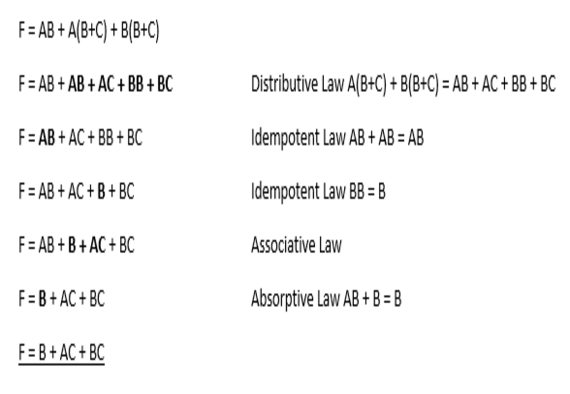 F = AB + A(B+C) + B(B+C)
F = AB + AB + AC + BB + BC Distributive Law A(B+C) + B(B+C) = AB + AC + BB + BC
F = AB + AC + BB + BC Idempotent Law AB + AB = AB
F = AB + AC + B + BC Idempotent Law BB = B
F = AB + B + AC + BC Associative Law
F = B + AC + BC Absorptive Law AB + B = B
F = B + AC + BC